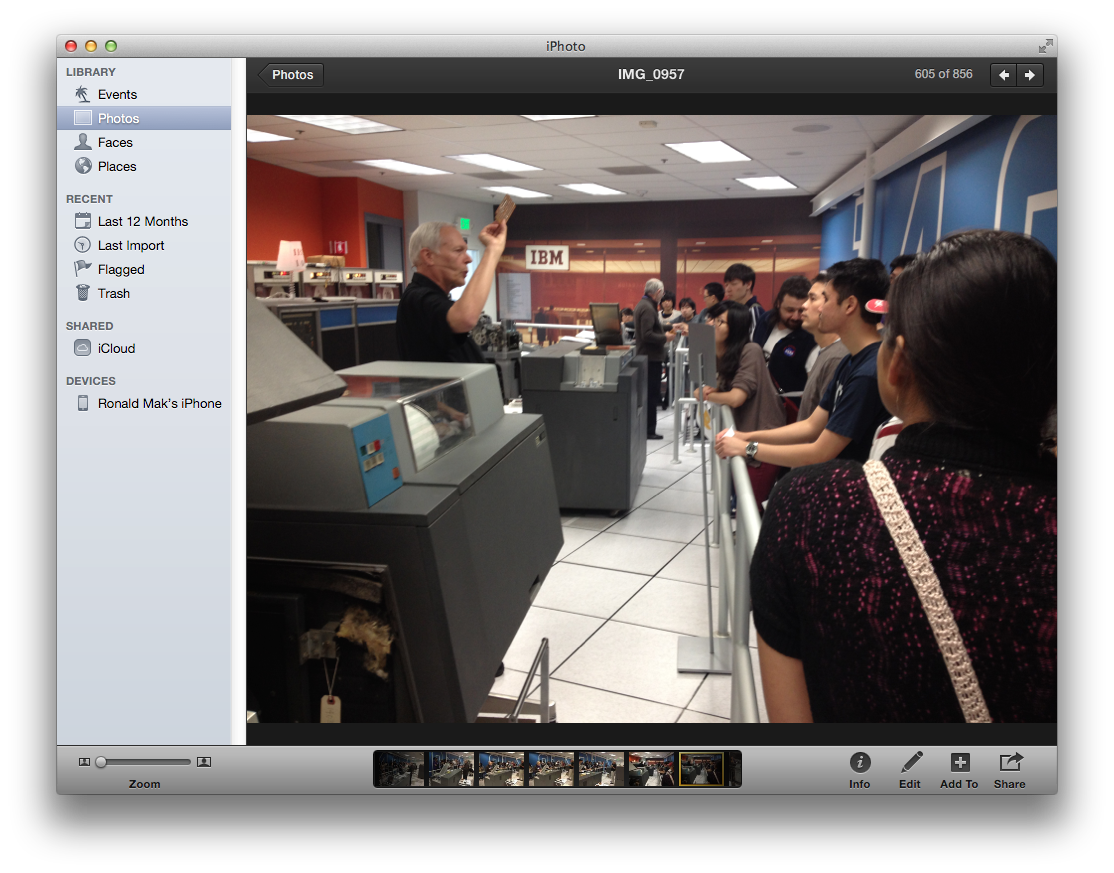 iPhoto
LIBRARY
Events
Photos
Faces
Places
RECENT
Last 12 Months
Last Import
Flagged
Trash
SHARED
iCloud
DEVICES
Ronald Mak's iPhone
Photos
IMG_0957
605 of 856
IBM
Zoom
Info
Edit
Add To
Share